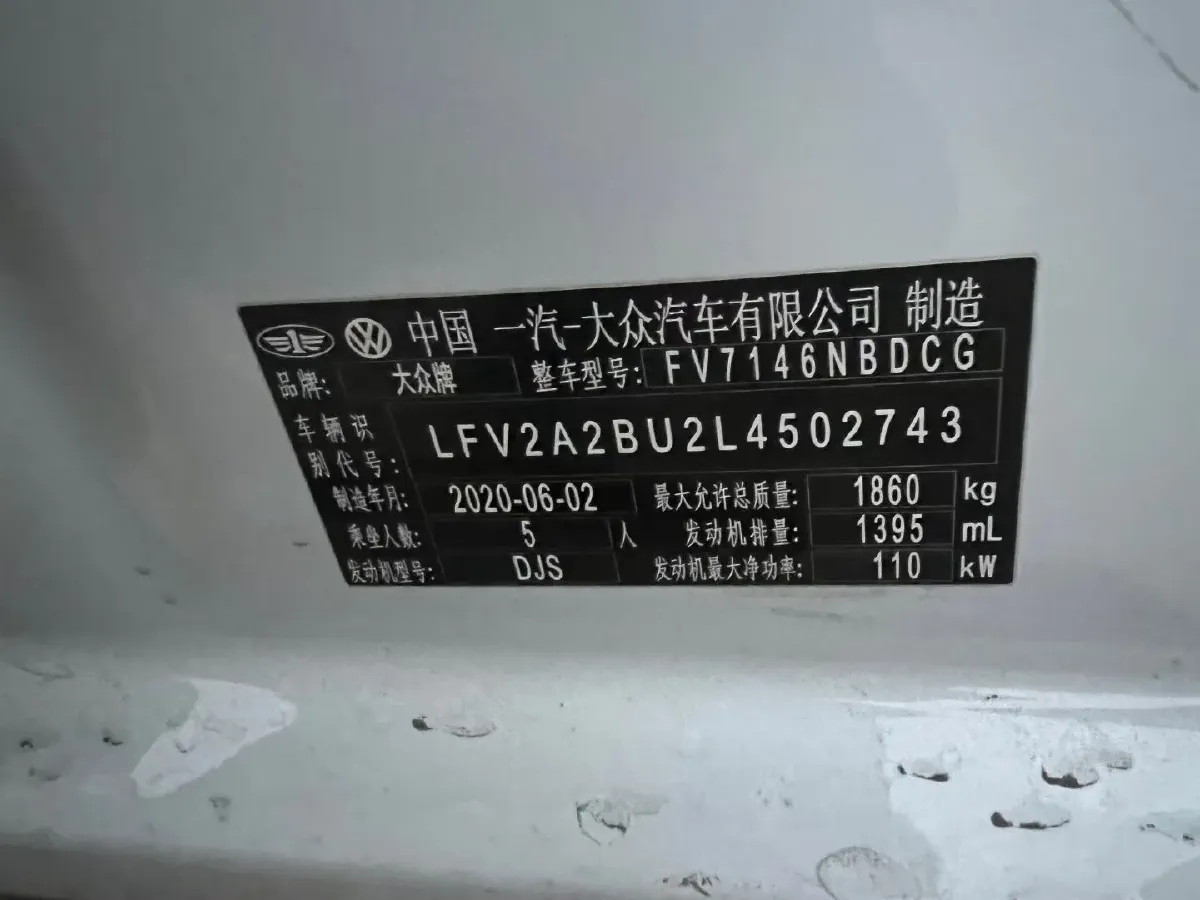 中国 一汽-大众汽车有限公司 制造
品牌: 大众牌 整车型号: FV7146NBDCG
车辆识别代号: LFV2A2BU2L4502743
制造年月: 2020-06-02 最大允许总质量: 1860 kg
乘坐人数: 5 人 发动机排量: 1395 mL
发动机型号: DJS 发动机最大净功率: 110 kW